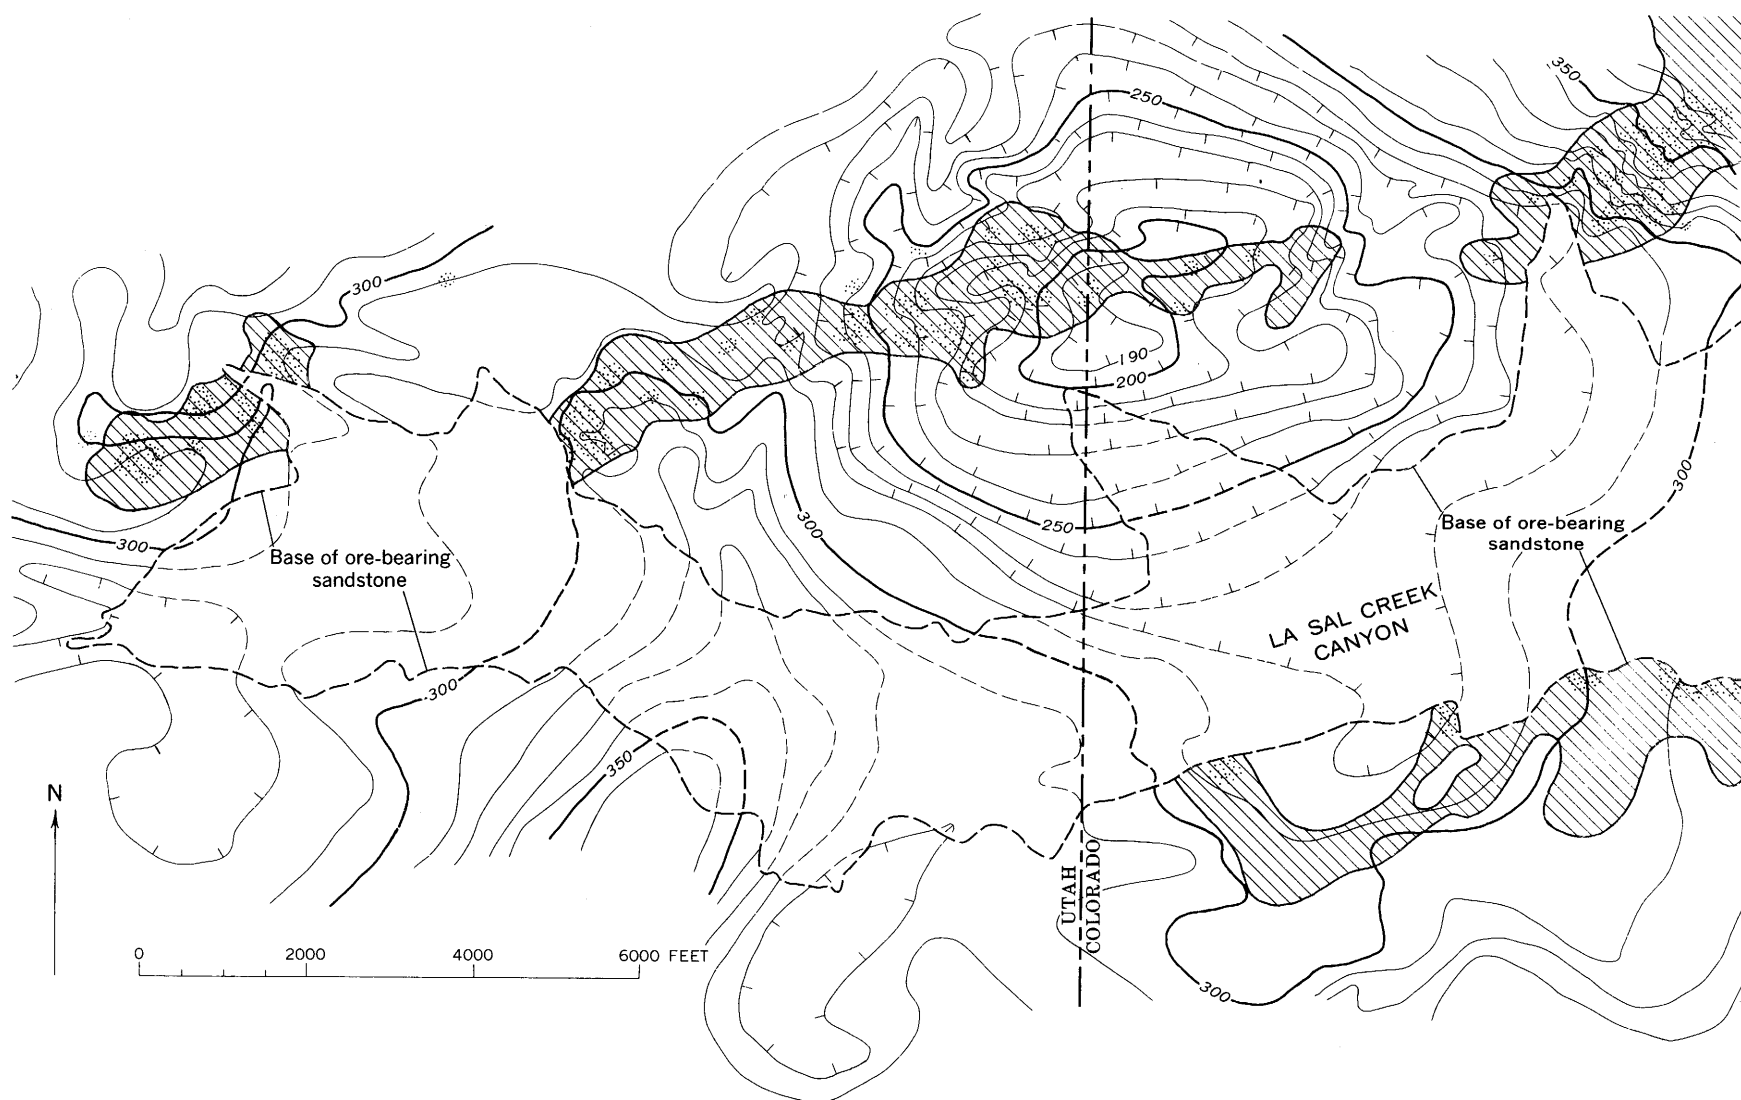 350
250
300
190
200
300
300
250
300
Base of ore-bearing
sandstone
Base of ore-bearing
sandstone
LA SAL CREEK
CANYON
300
350
N
UTAH
COLORADO
0 2000 4000 6000 FEET
300